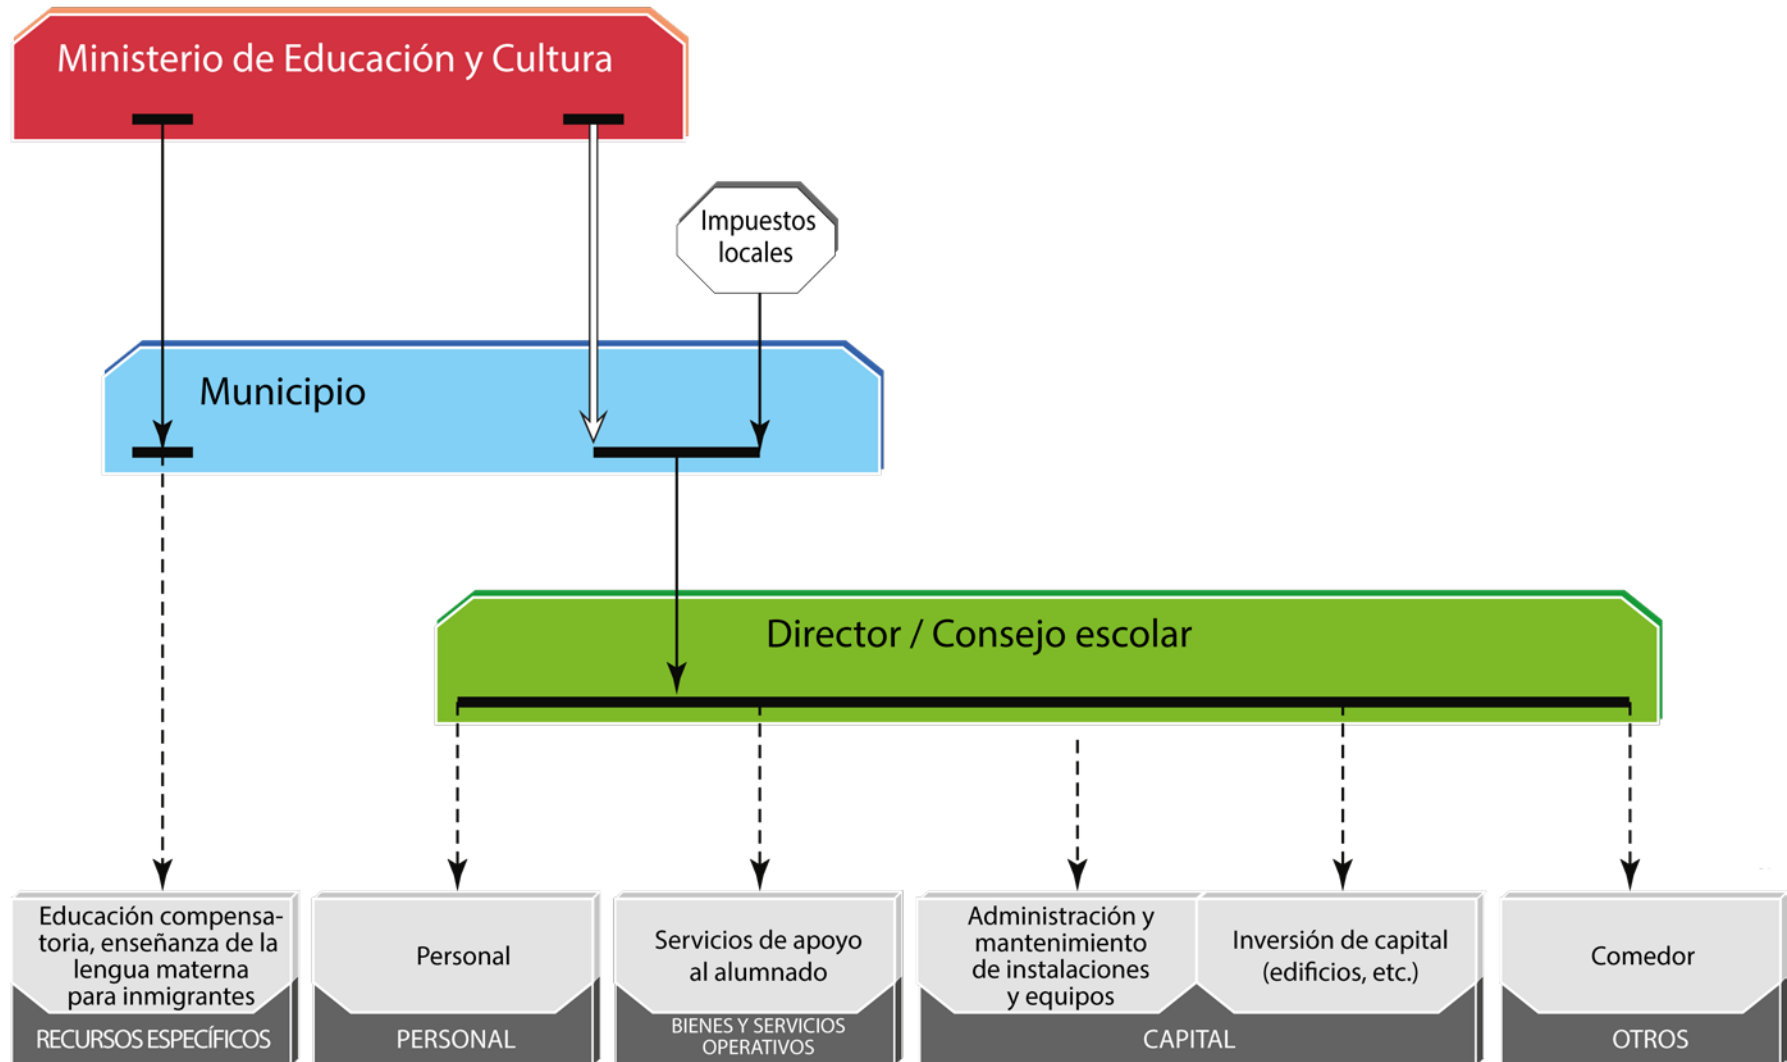 Ministerio de Educación y Cultura
Impuestos
locales
Municipio
Director / Consejo escolar
Educación compensa-
toria, enseñanza de la
lengua materna
para inmigrantes
RECURSOS ESPECÍFICOS
Personal
PERSONAL
Servicios de apoyo
al alumnado
BIENES Y SERVICIOS
OPERATIVOS
Administración y
mantenimiento
de instalaciones
y equipos
Inversión de capital
(edificios, etc.)
CAPITAL
Comedor
OTROS